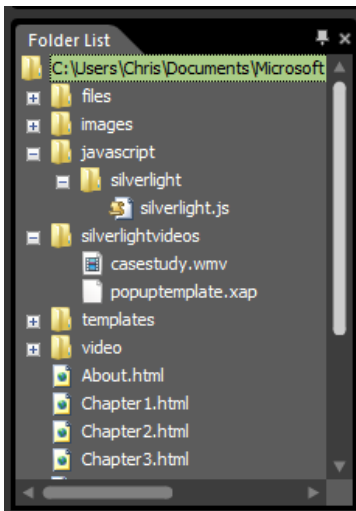 Folder List
C:\Users\Chris\Documents\Microsoft
files
images
javascript
silverlight
silverlight.js
silverlightvideos
casestudy.wmv
popuptemplate.xap
templates
video
About.html
Chapter1.html
Chapter2.html
Chapter3.html